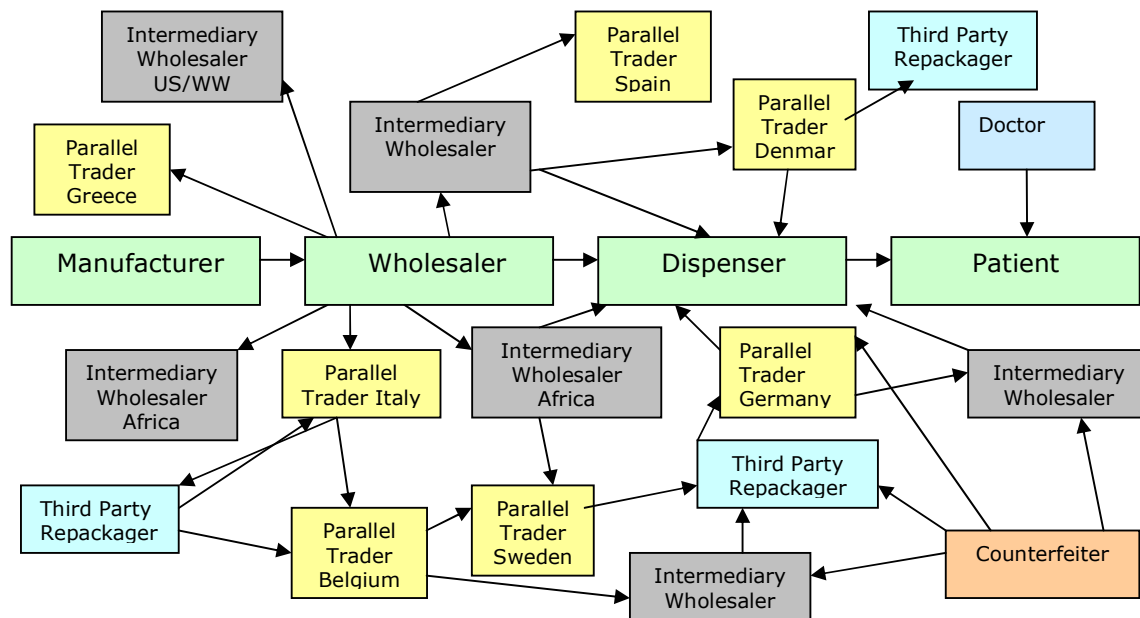 Intermediary
Wholesaler
US/WW
Parallel
Trader
Spain
Third Party
Repackager
Parallel
Trader
Denmar
Intermediary
Wholesaler
Doctor
Parallel
Trader
Greece
Manufacturer
Wholesaler
Dispenser
Patient
Intermediary
Wholesaler
Africa
Parallel
Trader Italy
Intermediary
Wholesaler
Africa
Parallel
Trader
Germany
Intermediary
Wholesaler
Third Party
Repackager
Third Party
Repackager
Parallel
Trader
Belgium
Parallel
Trader
Sweden
Intermediary
Wholesaler
Counterfeiter